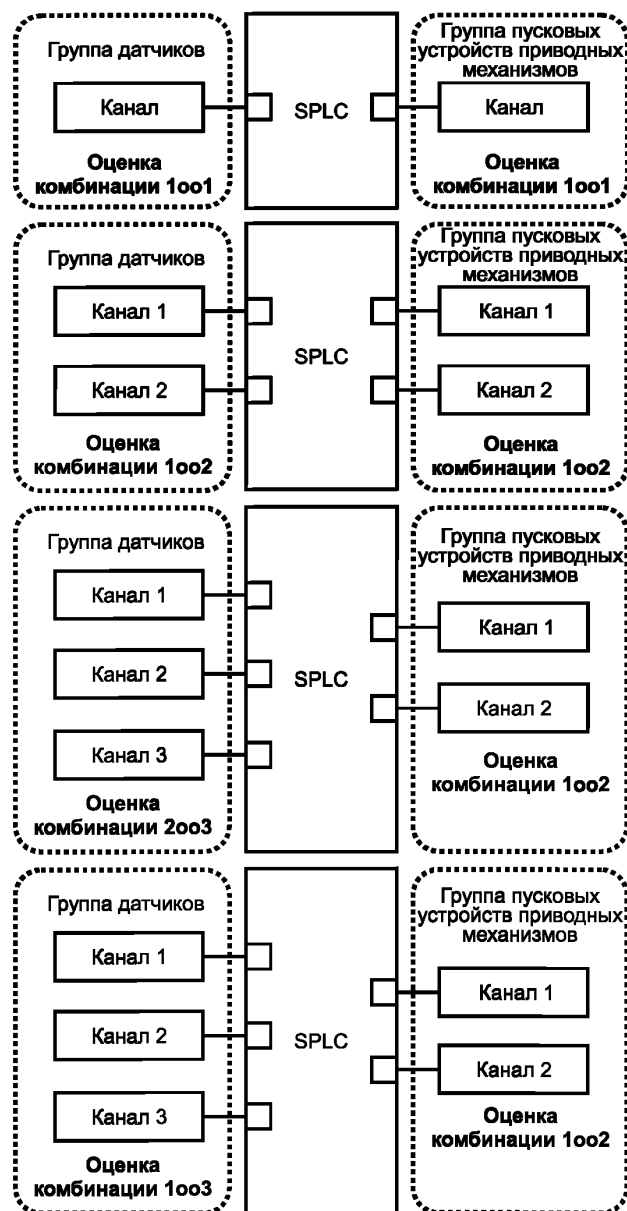 Группа датчиков
Канал
Оценка
комбинации 1oo1
SPLC
Группа пусковых
устройств приводных
механизмов
Канал
Оценка
комбинации 1oo1
Группа датчиков
Канал 1
Канал 2
Оценка
комбинации 1oo2
SPLC
Группа пусковых
устройств приводных
механизмов
Канал 1
Канал 2
Оценка
комбинации 1oo2
Группа датчиков
Канал 1
Канал 2
Канал 3
Оценка
комбинации 2oo3
SPLC
Группа пусковых
устройств приводных
механизмов
Канал 1
Канал 2
Оценка
комбинации 1oo2
Группа датчиков
Канал 1
Канал 2
Канал 3
Оценка
комбинации 1oo3
SPLC
Группа пусковых
устройств приводных
механизмов
Канал 1
Канал 2
Оценка
комбинации 1oo2